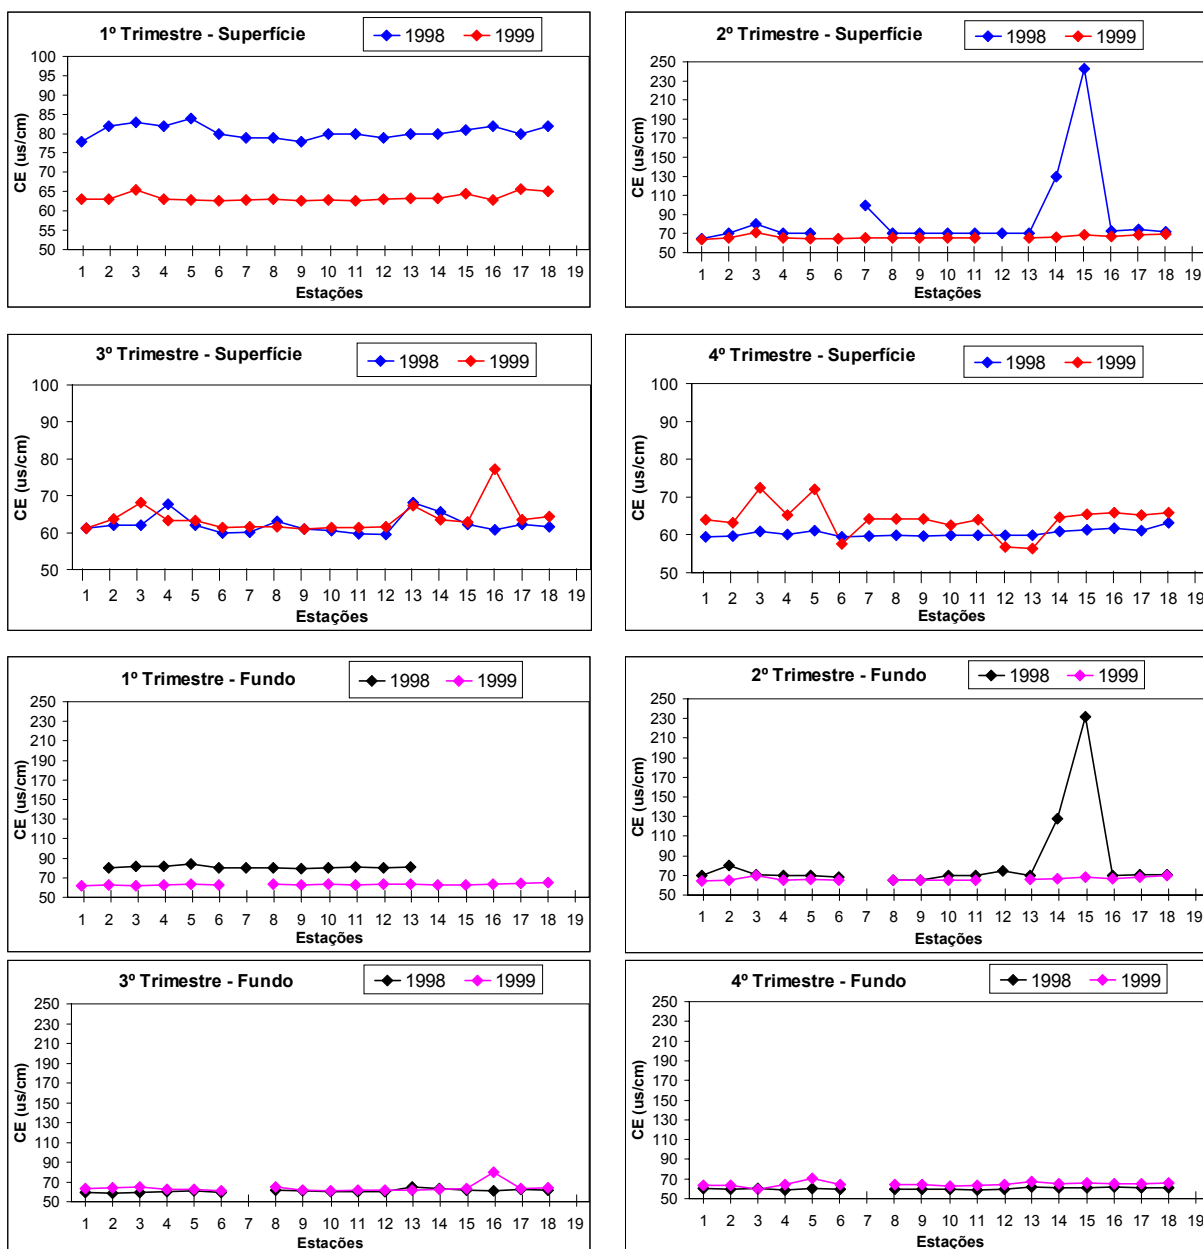 1º Trimestre - Superfície
1998 1999
CE (us/cm)
100
95
90
85
80
75
70
65
60
55
50
1 2 3 4 5 6 7 8 9 10 11 12 13 14 15 16 17 18 19
Estações
2º Trimestre - Superfície
1998 1999
CE (us/cm)
250
230
210
190
170
150
130
110
90
70
50
1 2 3 4 5 6 7 8 9 10 11 12 13 14 15 16 17 18 19
Estações
3º Trimestre - Superfície
1998 1999
CE (us/cm)
100
90
80
70
60
50
1 2 3 4 5 6 7 8 9 10 11 12 13 14 15 16 17 18 19
Estações
4º Trimestre - Superfície
1998 1999
CE (us/cm)
100
90
80
70
60
50
1 2 3 4 5 6 7 8 9 10 11 12 13 14 15 16 17 18 19
Estações
1º Trimestre - Fundo
1998 1999
CE (us/cm)
250
230
210
190
170
150
130
110
90
70
50
1 2 3 4 5 6 7 8 9 10 11 12 13 14 15 16 17 18 19
Estações
2º Trimestre - Fundo
1998 1999
CE (us/cm)
250
230
210
190
170
150
130
110
90
70
50
1 2 3 4 5 6 7 8 9 10 11 12 13 14 15 16 17 18 19
Estações
3º Trimestre - Fundo
1998 1999
CE (us/cm)
250
230
210
190
170
150
130
110
90
70
50
1 2 3 4 5 6 7 8 9 10 11 12 13 14 15 16 17 18 19
Estações
4º Trimestre - Fundo
1998 1999
CE (us/cm)
250
230
210
190
170
150
130
110
90
70
50
1 2 3 4 5 6 7 8 9 10 11 12 13 14 15 16 17 18 19
Estações